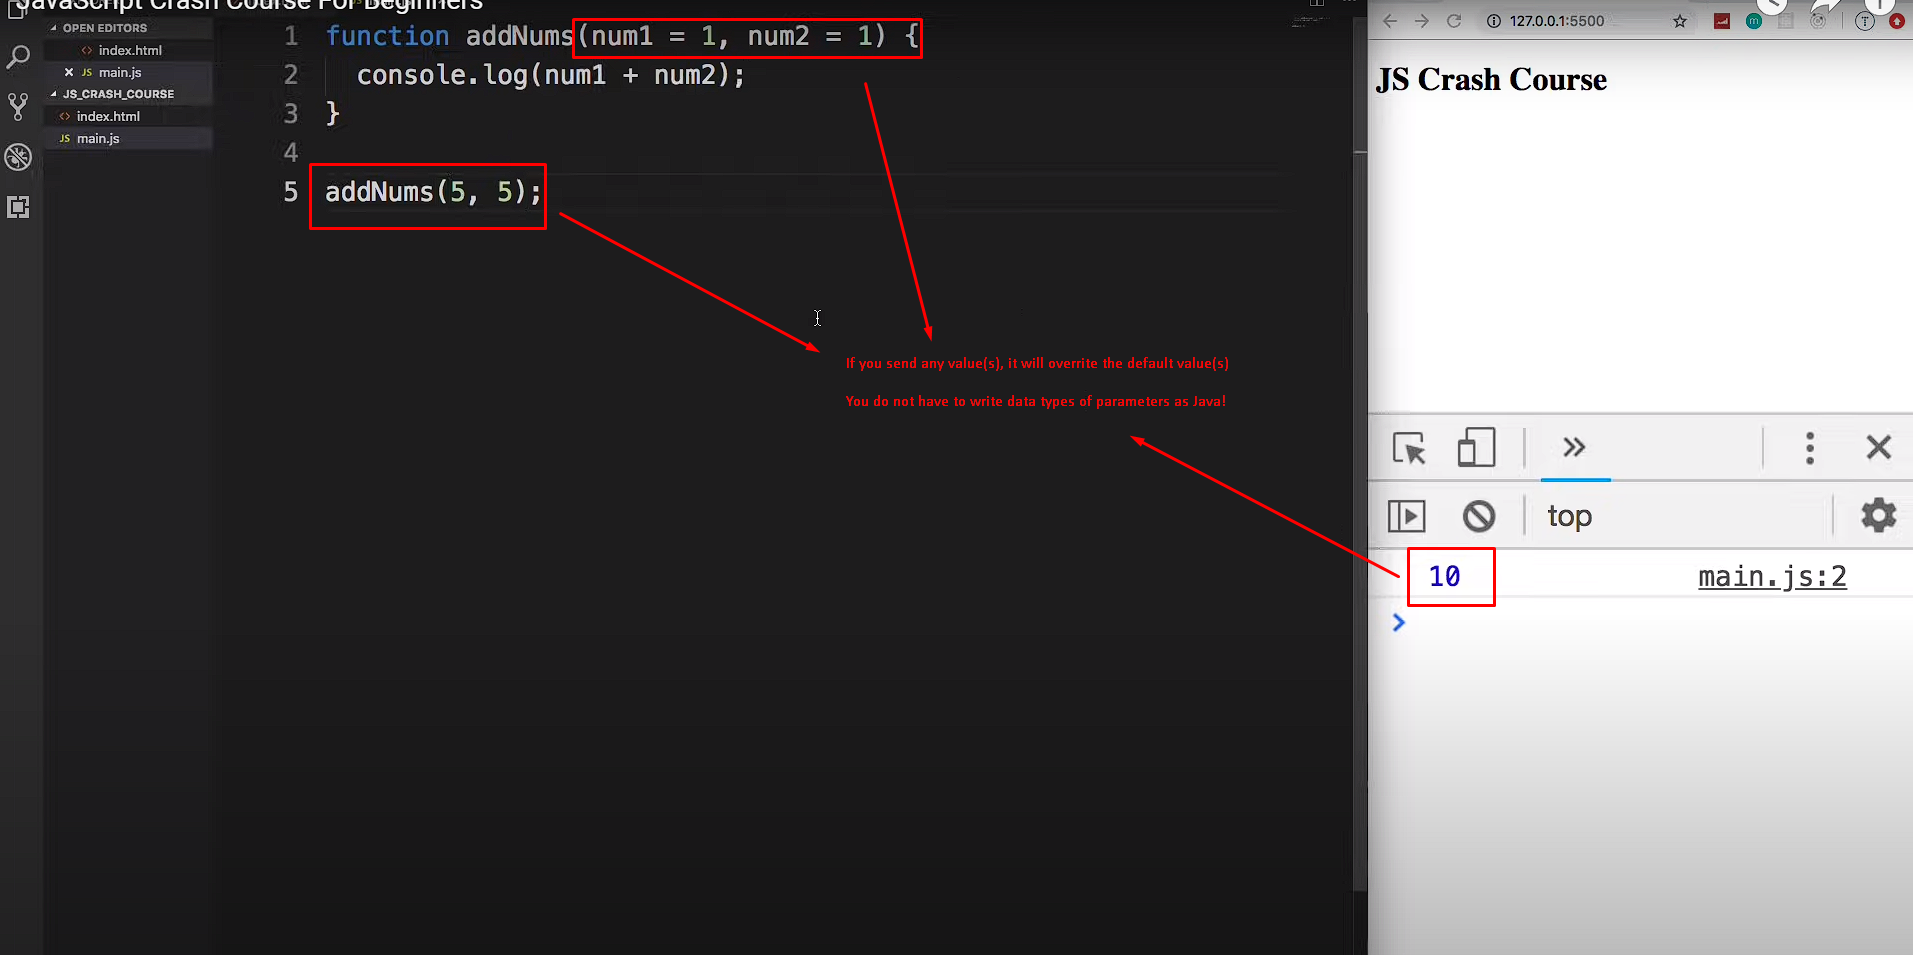 JavaScript Crash Course For Beginners
OPEN EDITORS
index.html
JS main.js
JS_CRASH_COURSE
index.html
JS main.js
1 function addNums(num1 = 1, num2 = 1) {
2 console.log(num1 + num2);
3 }
4
5 addNums(5, 5);
If you send any value(s), it will overrite the default value(s)
You do not have to write data types of parameters as Java!
127.0.0.1:5500
JS Crash Course
top
10 main.js:2